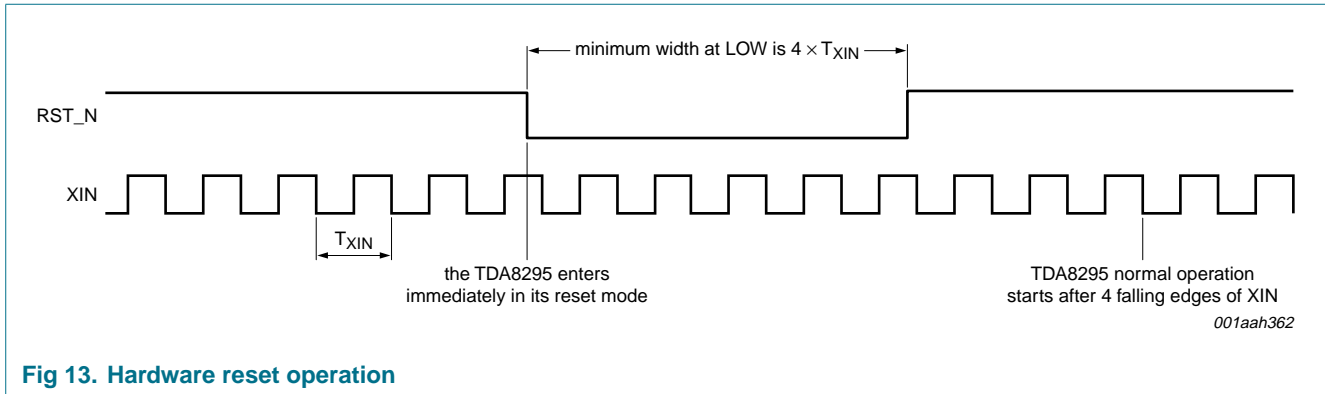 minimum width at LOW is 4 × TXIN
RST_N
XIN
TXIN
the TDA8295 enters
immediately in its reset mode
TDA8295 normal operation
starts after 4 falling edges of XIN
001aah362
Fig 13. Hardware reset operation